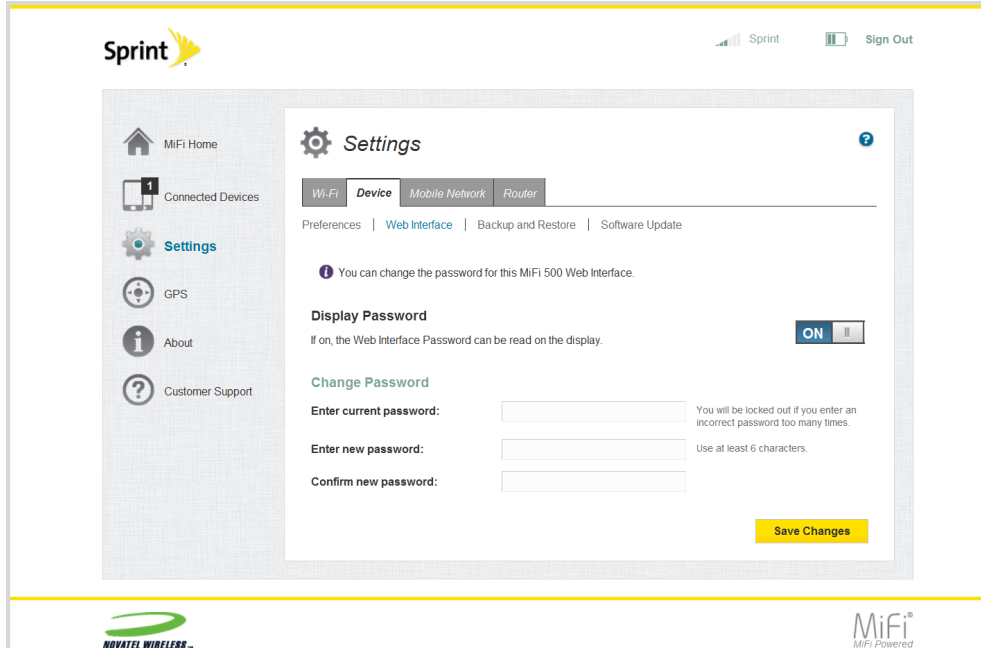 Sprint
Sprint
Sign Out
MiFi Home
1
Connected Devices
Settings
GPS
About
Customer Support
Settings
?
Wi-Fi Device Mobile Network Router
Preferences | Web Interface | Backup and Restore | Software Update
You can change the password for this MiFi 500 Web Interface.
Display Password
If on, the Web Interface Password can be read on the display.
ON
Change Password
Enter current password:
You will be locked out if you enter an
incorrect password too many times.
Enter new password:
Use at least 6 characters.
Confirm new password:
Save Changes
NOVATEL WIRELESS™
MiFi®
MiFi Powered